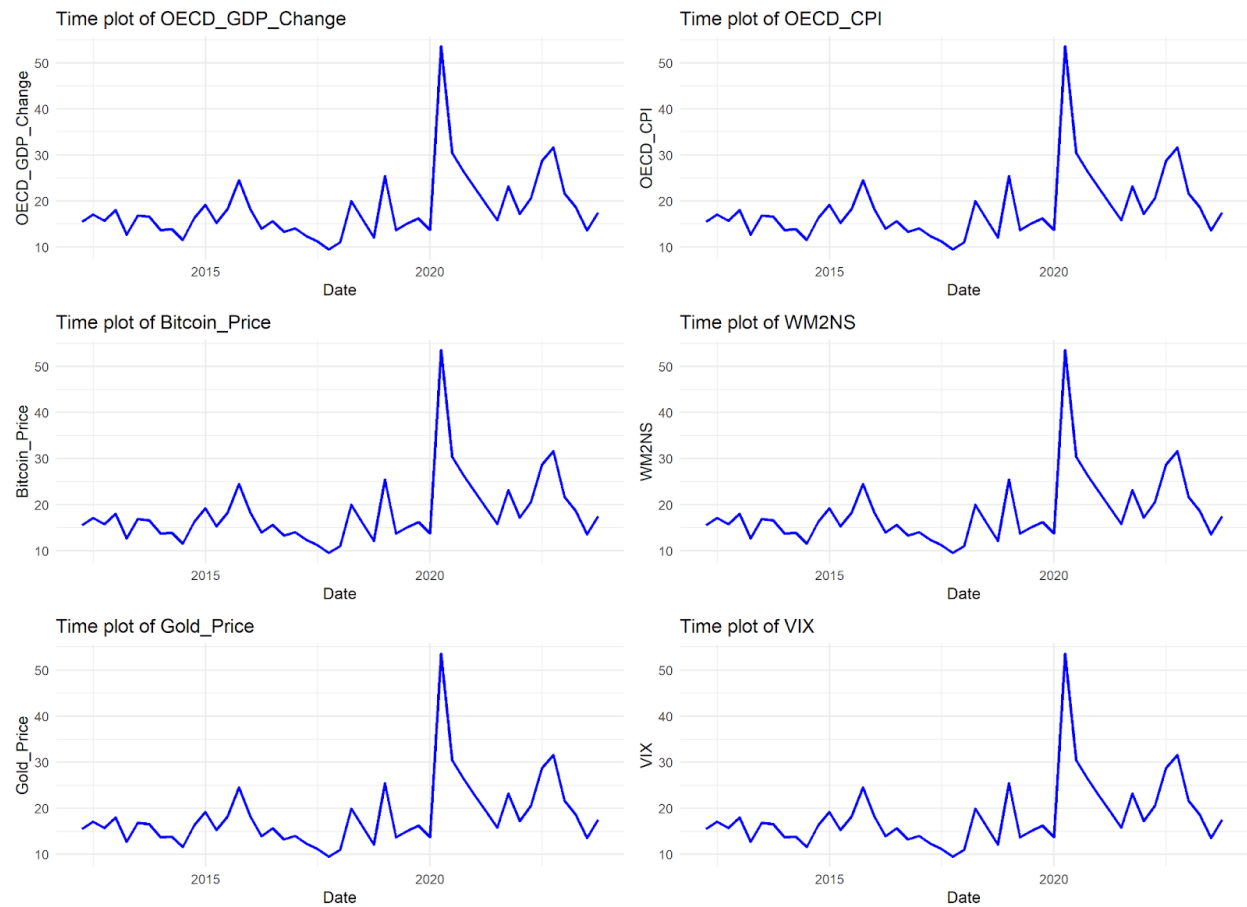 Time plot of OECD_GDP_Change
OECD_GDP_Change
50
40
30
20
10
2015
2020
Date
Time plot of OECD_CPI
OECD_CPI
50
40
30
20
10
2015
2020
Date
Time plot of Bitcoin_Price
Bitcoin_Price
50
40
30
20
10
2015
2020
Date
Time plot of WM2NS
WM2NS
50
40
30
20
10
2015
2020
Date
Time plot of Gold_Price
Gold_Price
50
40
30
20
10
2015
2020
Date
Time plot of VIX
VIX
50
40
30
20
10
2015
2020
Date